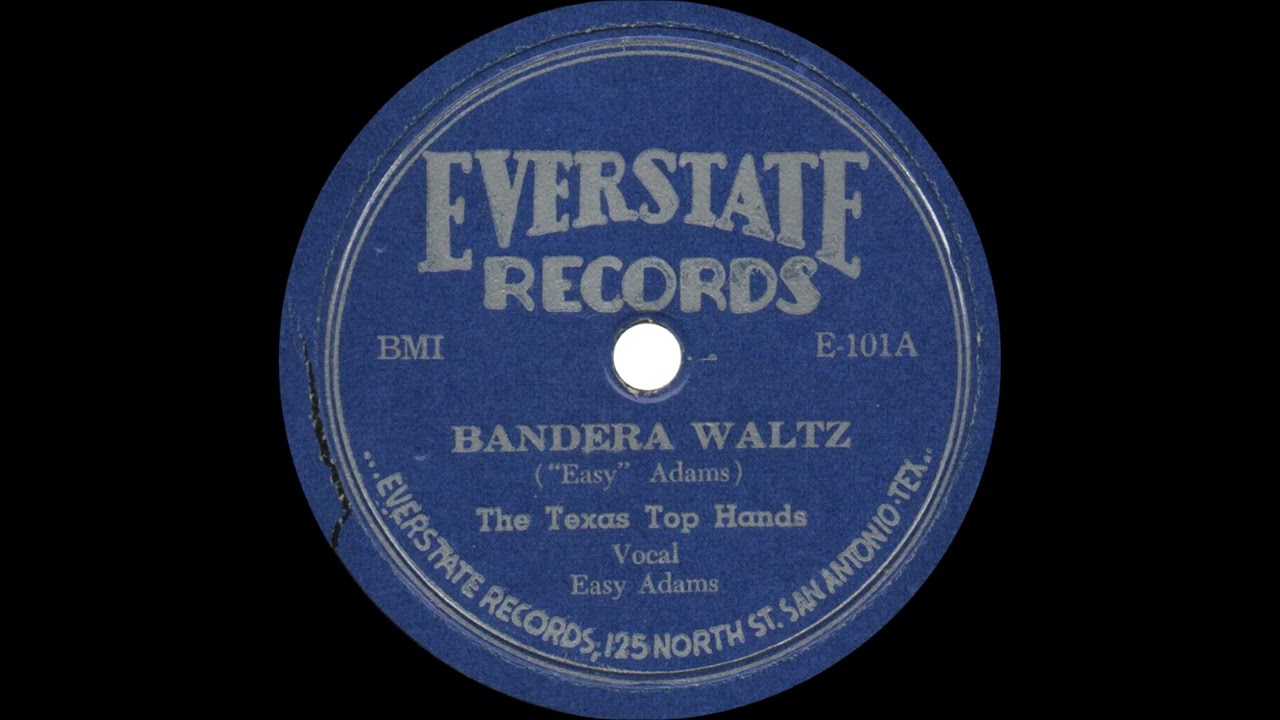 EVERSTATE
RECORDS
BMI
E-101A
BANDERA WALTZ
("Easy" Adams)
The Texas Top Hands
Vocal
Easy Adams
...EVERSTATE RECORDS, 125 NORTH ST. SAN ANTONIO-TEX..